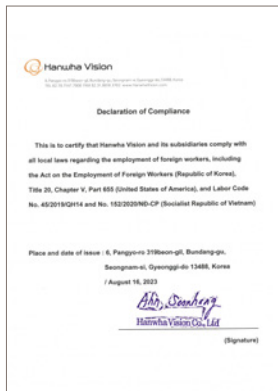 Hanwha Vision
Declaration of Compliance
This is to certify that Hanwha Vision and its subsidiaries comply with
all local laws regarding the employment of foreign workers, including
the Act on the Employment of Foreign Workers (Republic of Korea),
Title 20, Chapter V, Part 655 (United States of America), and Labor Code
No. 45/2019/QH14 and No. 152/2020/NĐ-CP (Socialist Republic of Vietnam)
Place and date of issue : 6, Pangyo-ro 319beon-gil, Bundang-gu,
Seongnam-si, Gyeonggi-do 13488, Korea
/ August 16, 2023
Ahn, Soonhong
Hanwha Vision Co., Ltd
(Signature)